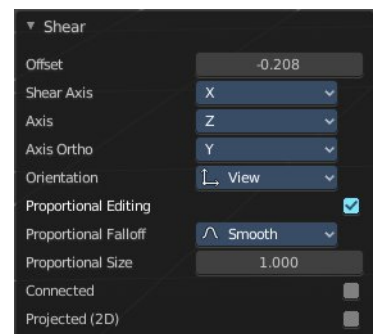 Shear
Offset -0.208
Shear Axis X
Axis Z
Axis Ortho Y
Orientation View
Proportional Editing
Proportional Falloff Smooth
Proportional Size 1.000
Connected
Projected (2D)